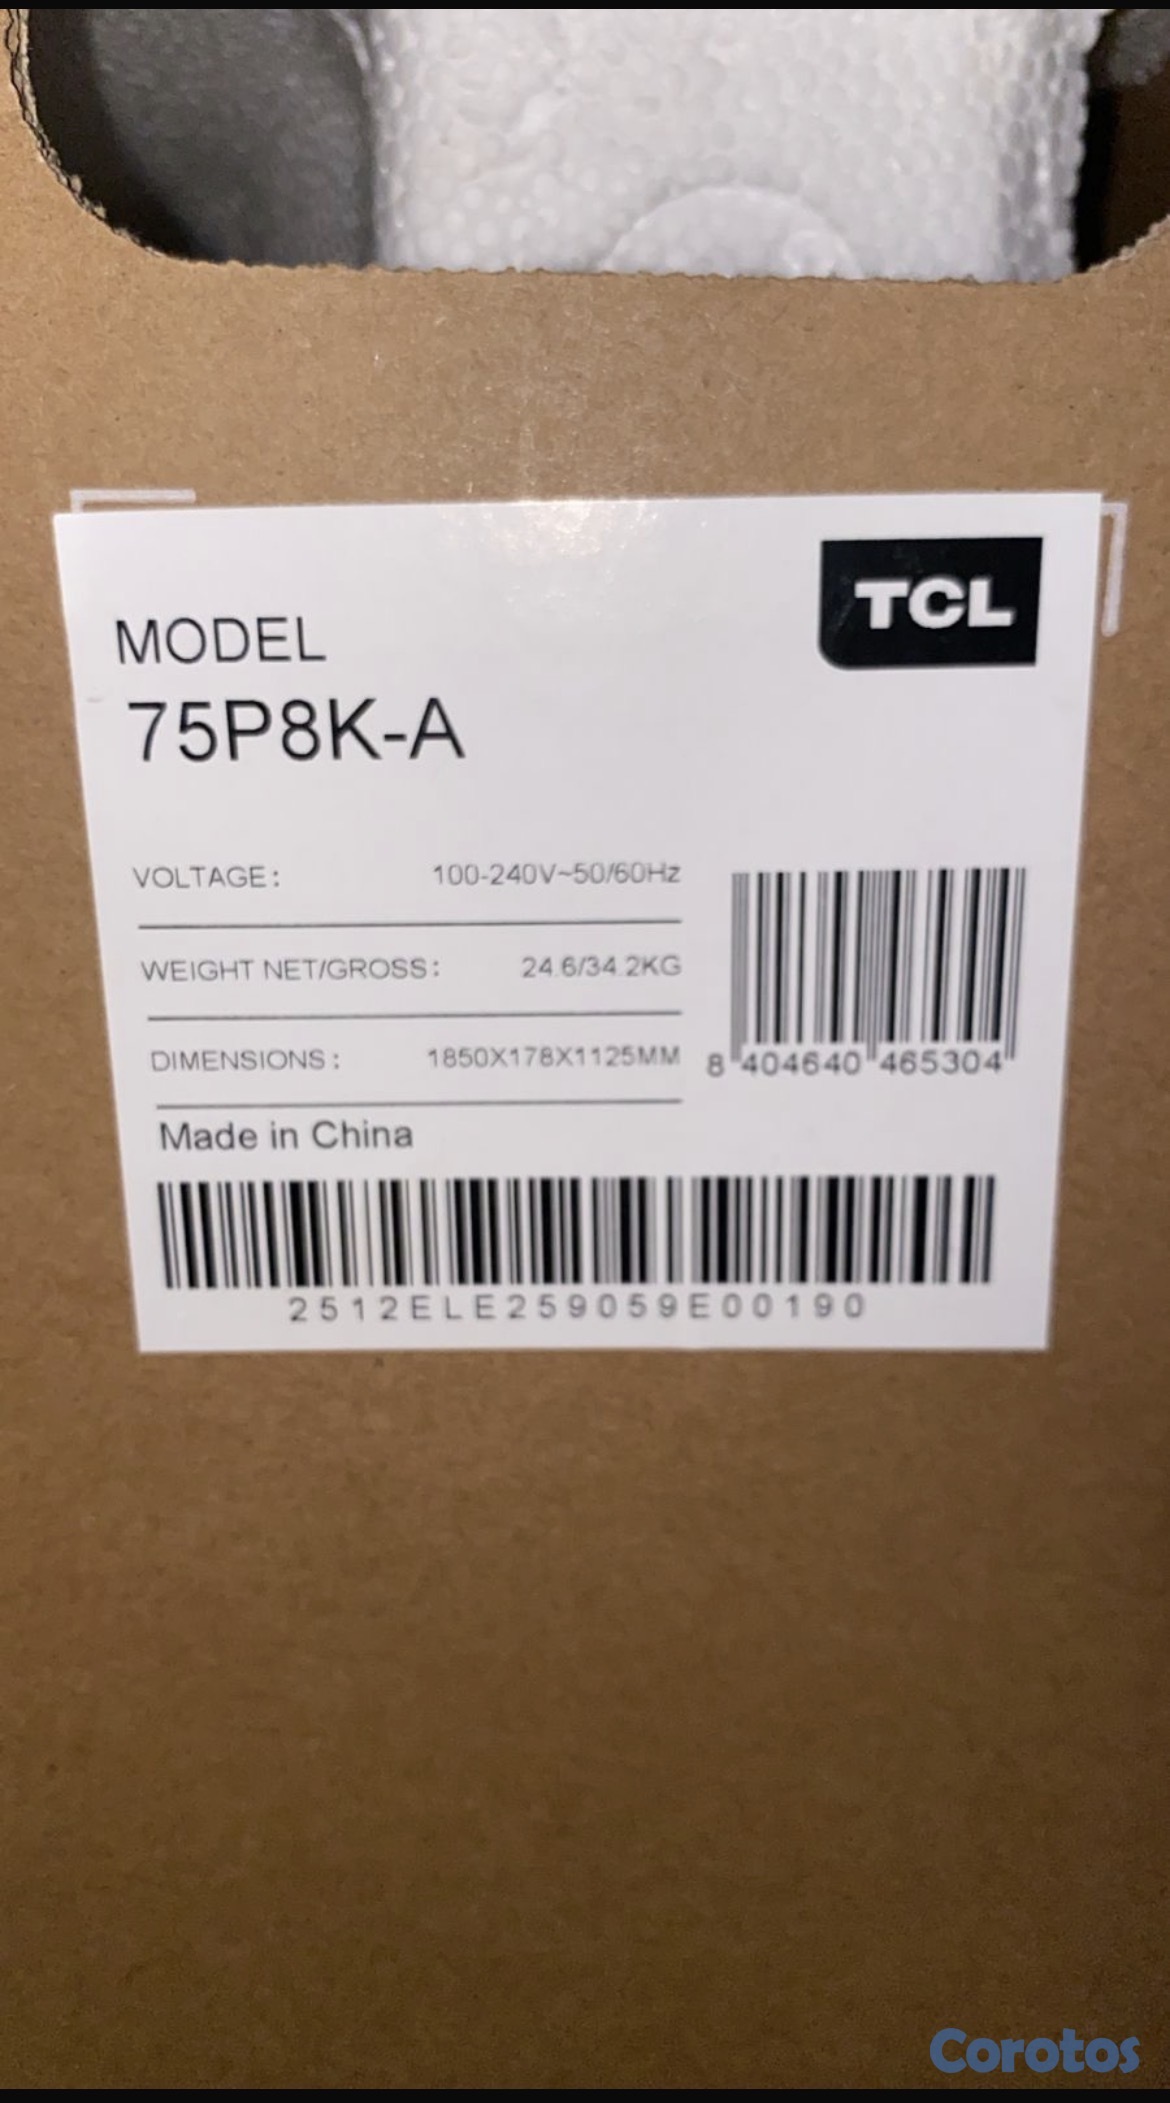 TCL
MODEL
75P8K-A
VOLTAGE: 100-240V~50/60Hz
WEIGHT NET/GROSS: 24.6/34.2KG
DIMENSIONS: 1850X178X1125MM
8 404640 465304
Made in China
2512ELE259059E00190
Corotos